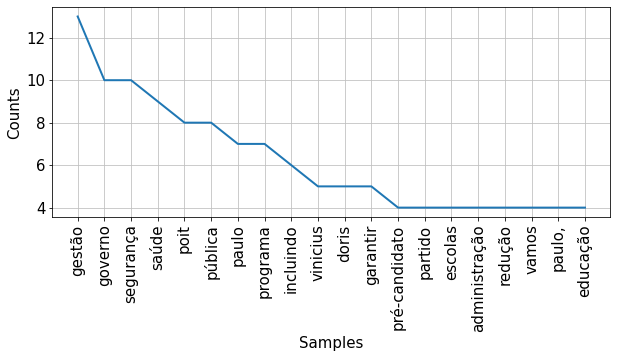 12
10
8
6
4
Counts
gestão
governo
segurança
saúde
poit
pública
paulo
programa
incluindo
vinicius
doris
garantir
pré-candidato
partido
escolas
administração
redução
vamos
paulo,
educação
Samples